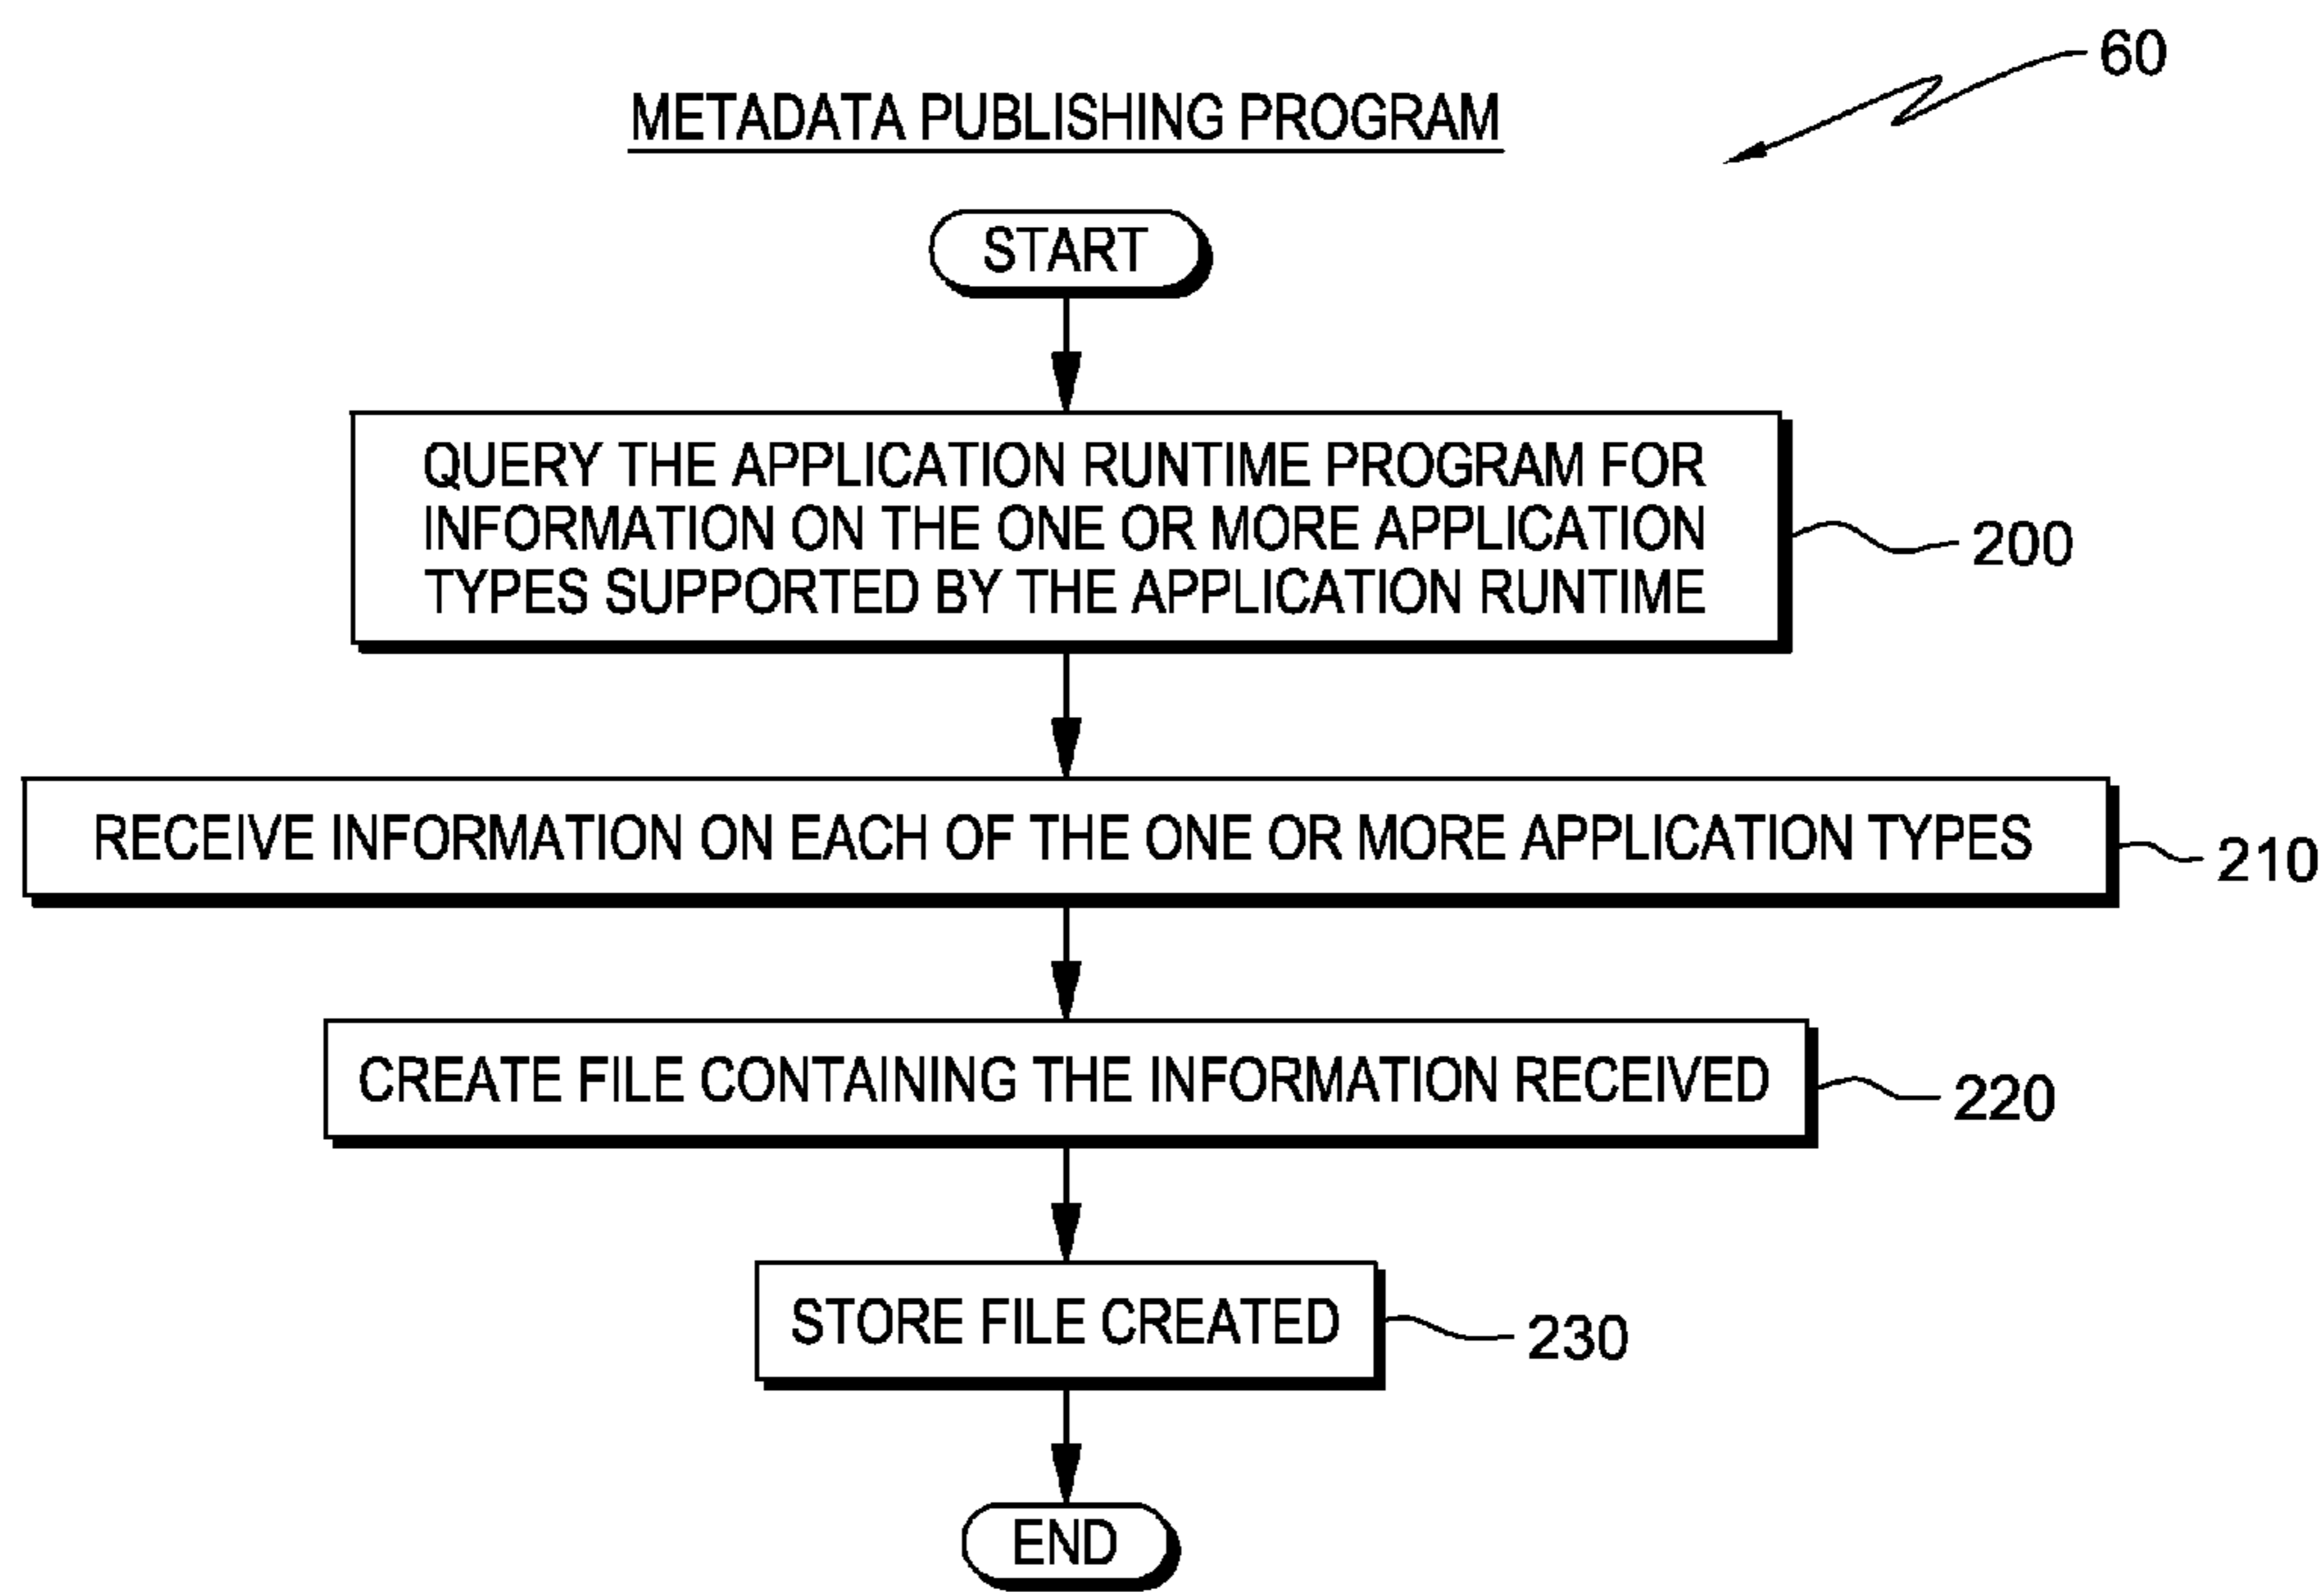 60
METADATA PUBLISHING PROGRAM
START
QUERY THE APPLICATION RUNTIME PROGRAM FOR
INFORMATION ON THE ONE OR MORE APPLICATION
TYPES SUPPORTED BY THE APPLICATION RUNTIME
200
RECEIVE INFORMATION ON EACH OF THE ONE OR MORE APPLICATION TYPES
210
CREATE FILE CONTAINING THE INFORMATION RECEIVED
220
STORE FILE CREATED
230
END